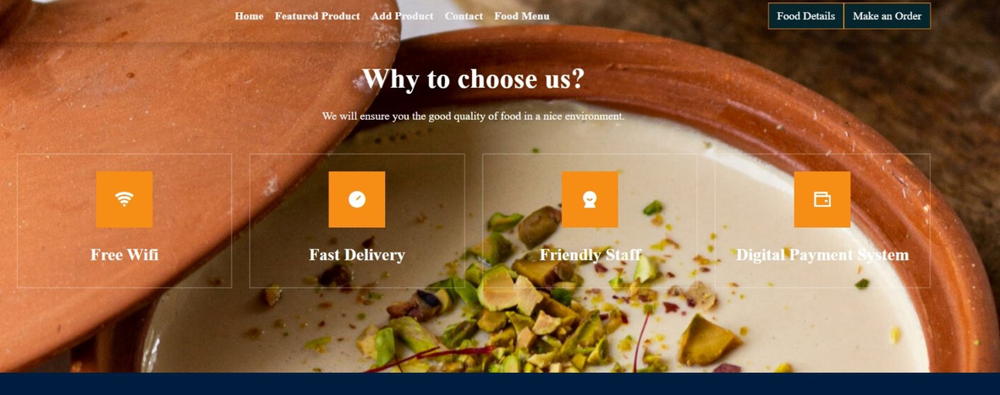 Home Featured Product Add Product Contact Food Menu Food Details Make an Order
Why to choose us?
We will ensure you the good quality of food in a nice environment.
Free Wifi
Fast Delivery
Friendly Staff
Digital Payment System